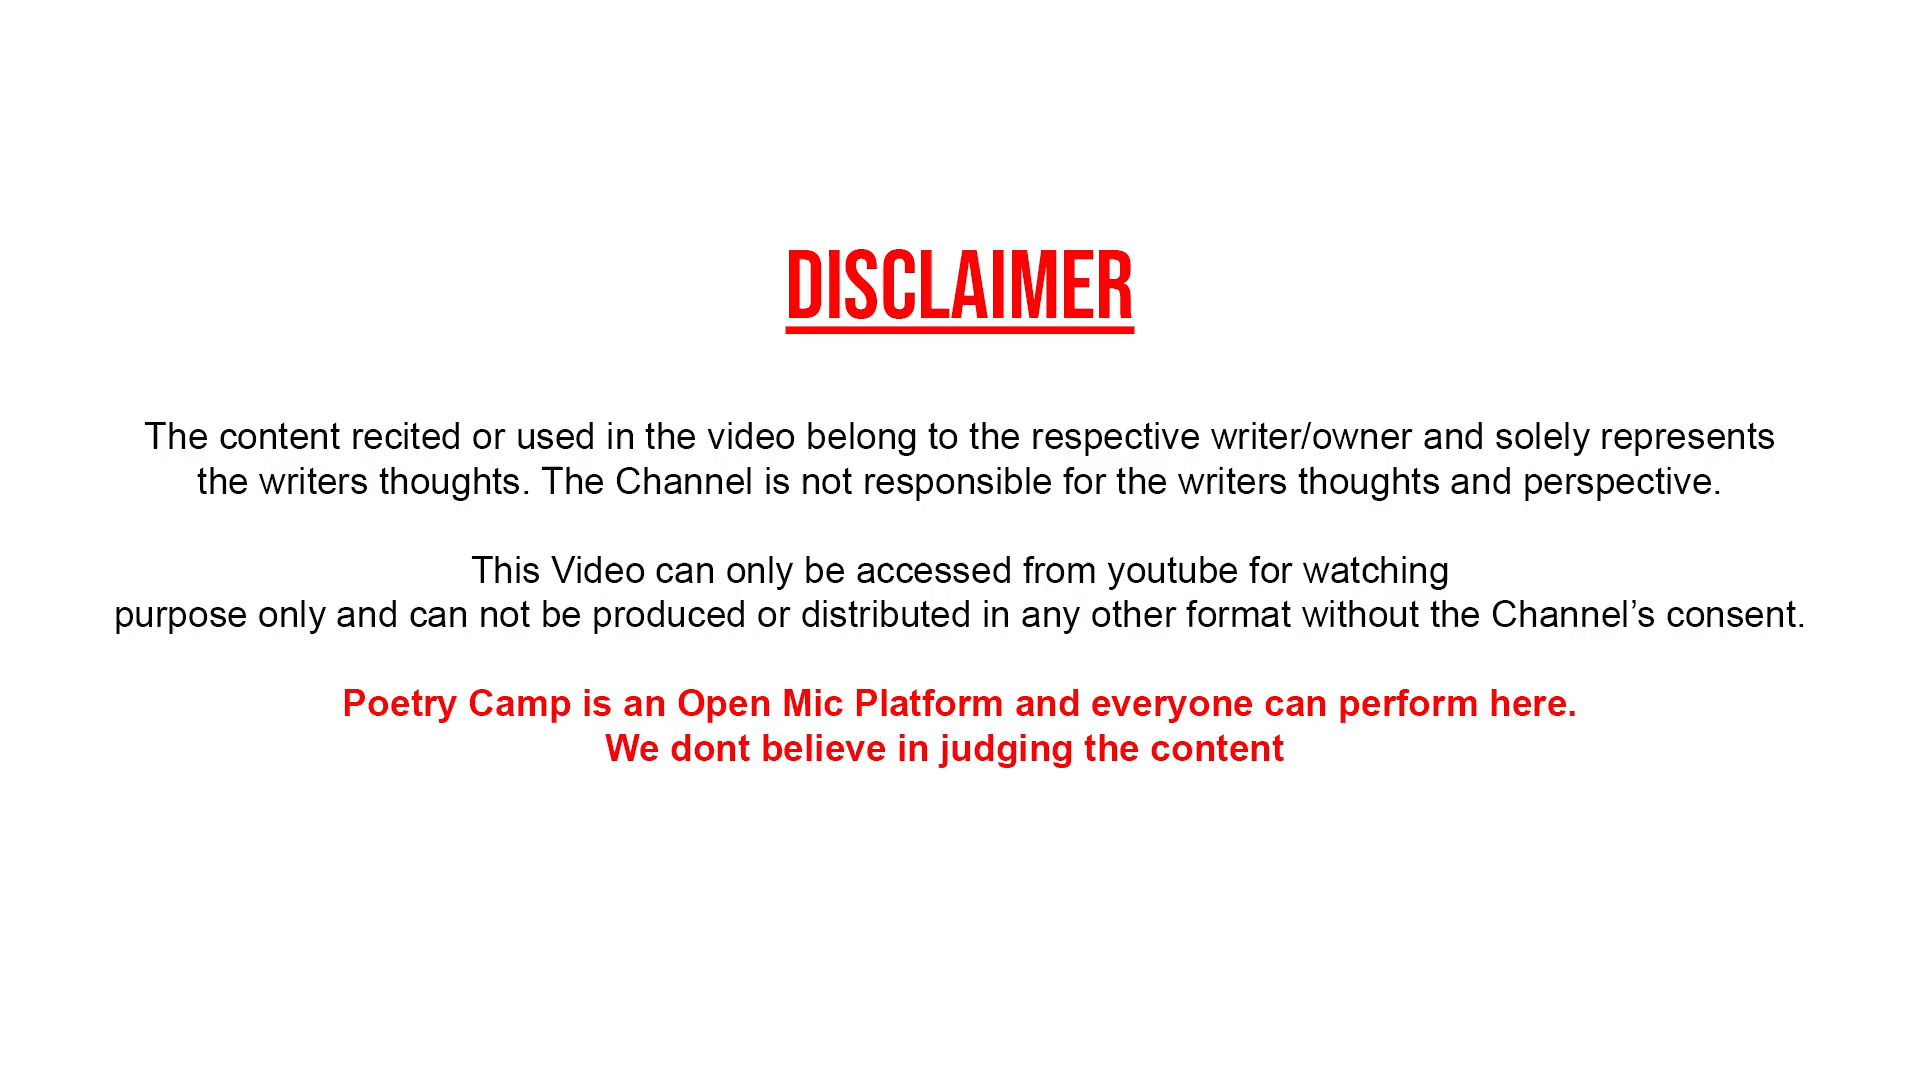 DISCLAIMER
The content recited or used in the video belong to the respective writer/owner and solely represents
the writers thoughts. The Channel is not responsible for the writers thoughts and perspective.
This Video can only be accessed from youtube for watching
purpose only and can not be produced or distributed in any other format without the Channel’s consent.
Poetry Camp is an Open Mic Platform and everyone can perform here.
We dont believe in judging the content